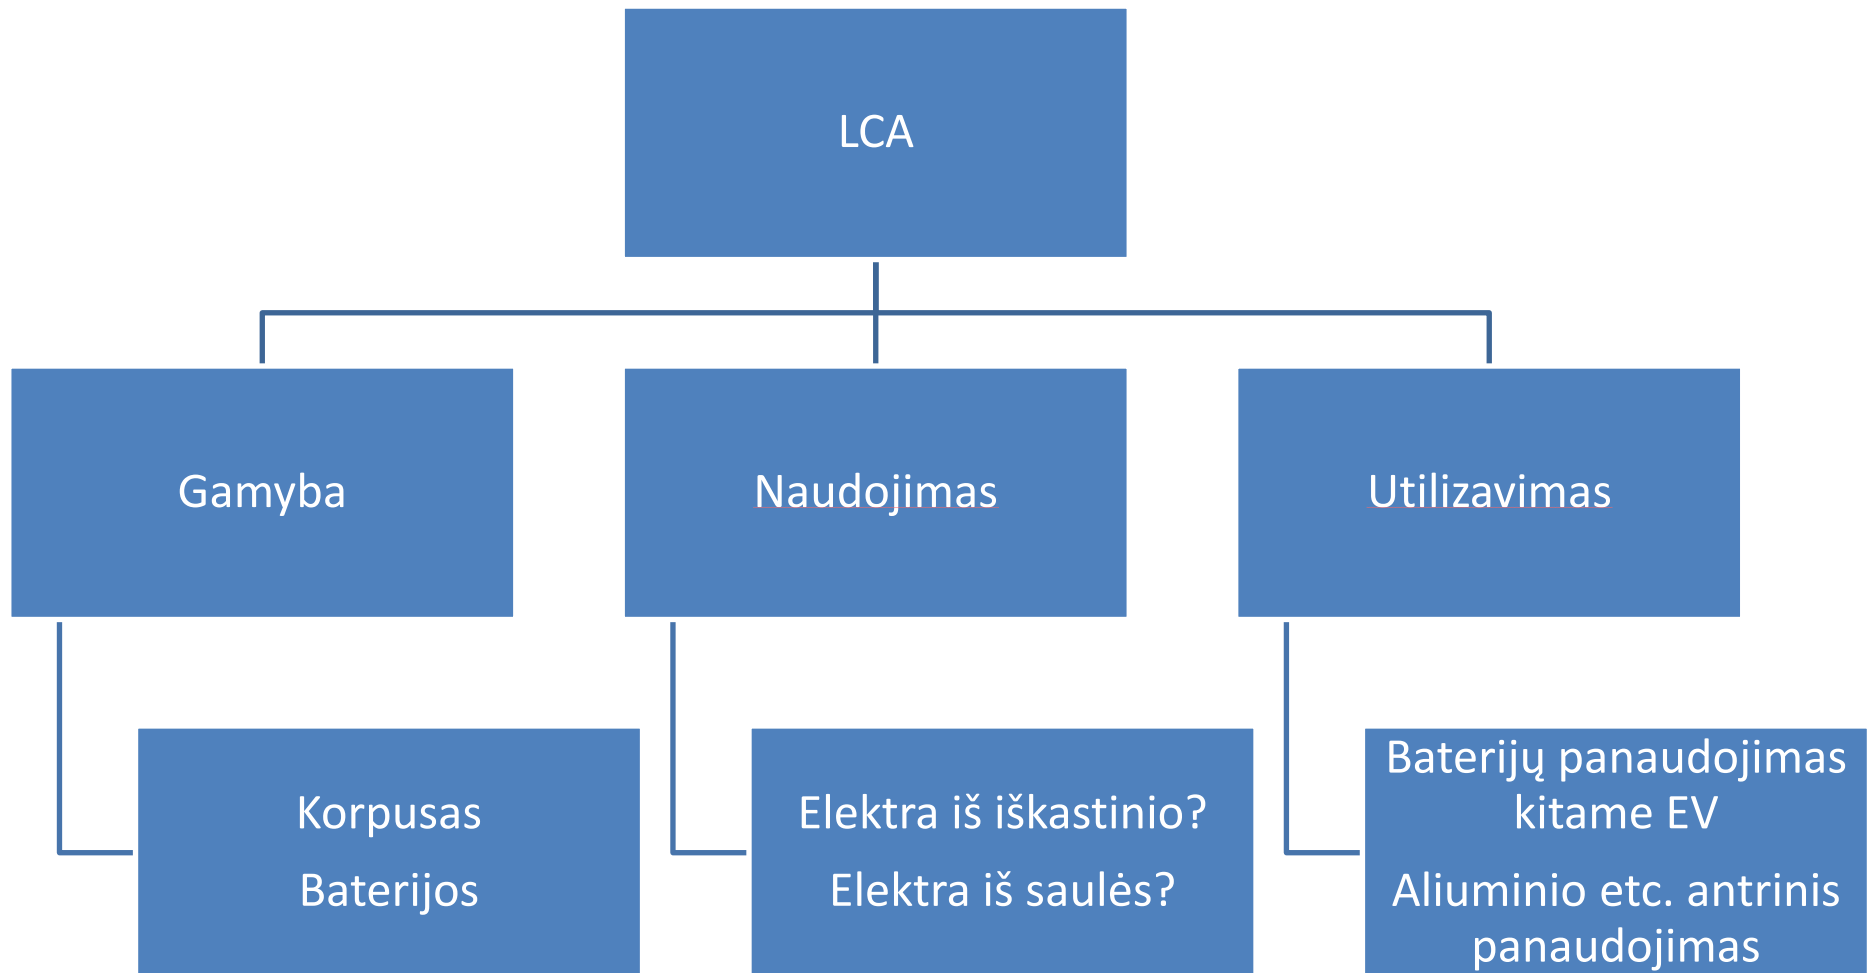 LCA
Gamyba
Naudojimas
Utilizavimas
Korpusas
Baterijos
Elektra iš iškastinio?
Elektra iš saulės?
Baterijų panaudojimas
kitame EV
Aliuminio etc. antrinis
panaudojimas